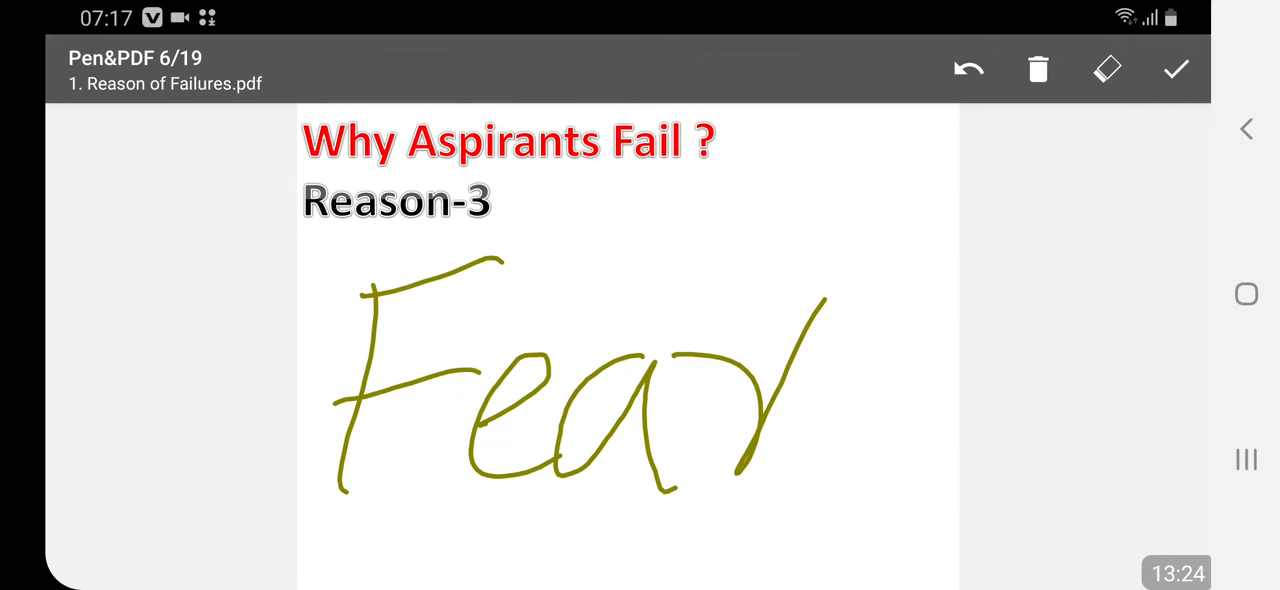 07:17
Pen&PDF 6/19
1. Reason of Failures.pdf
Why Aspirants Fail ?
Reason-3
Fear
13:24